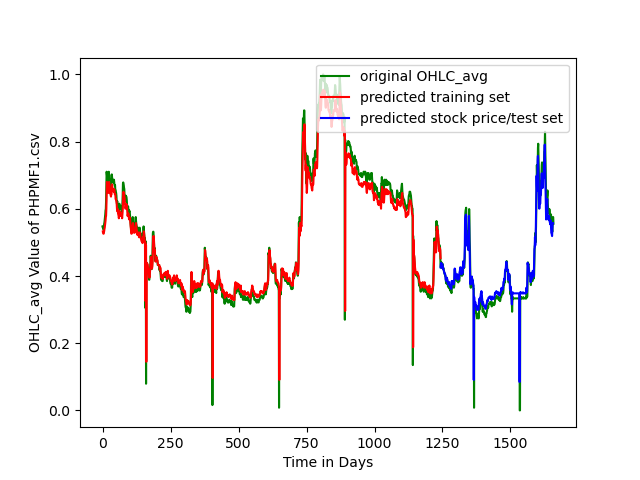 original OHLC_avg
predicted training set
predicted stock price/test set
OHLC_avg Value of PHPMF1.csv
1.0
0.8
0.6
0.4
0.2
0.0
0 250 500 750 1000 1250 1500
Time in Days